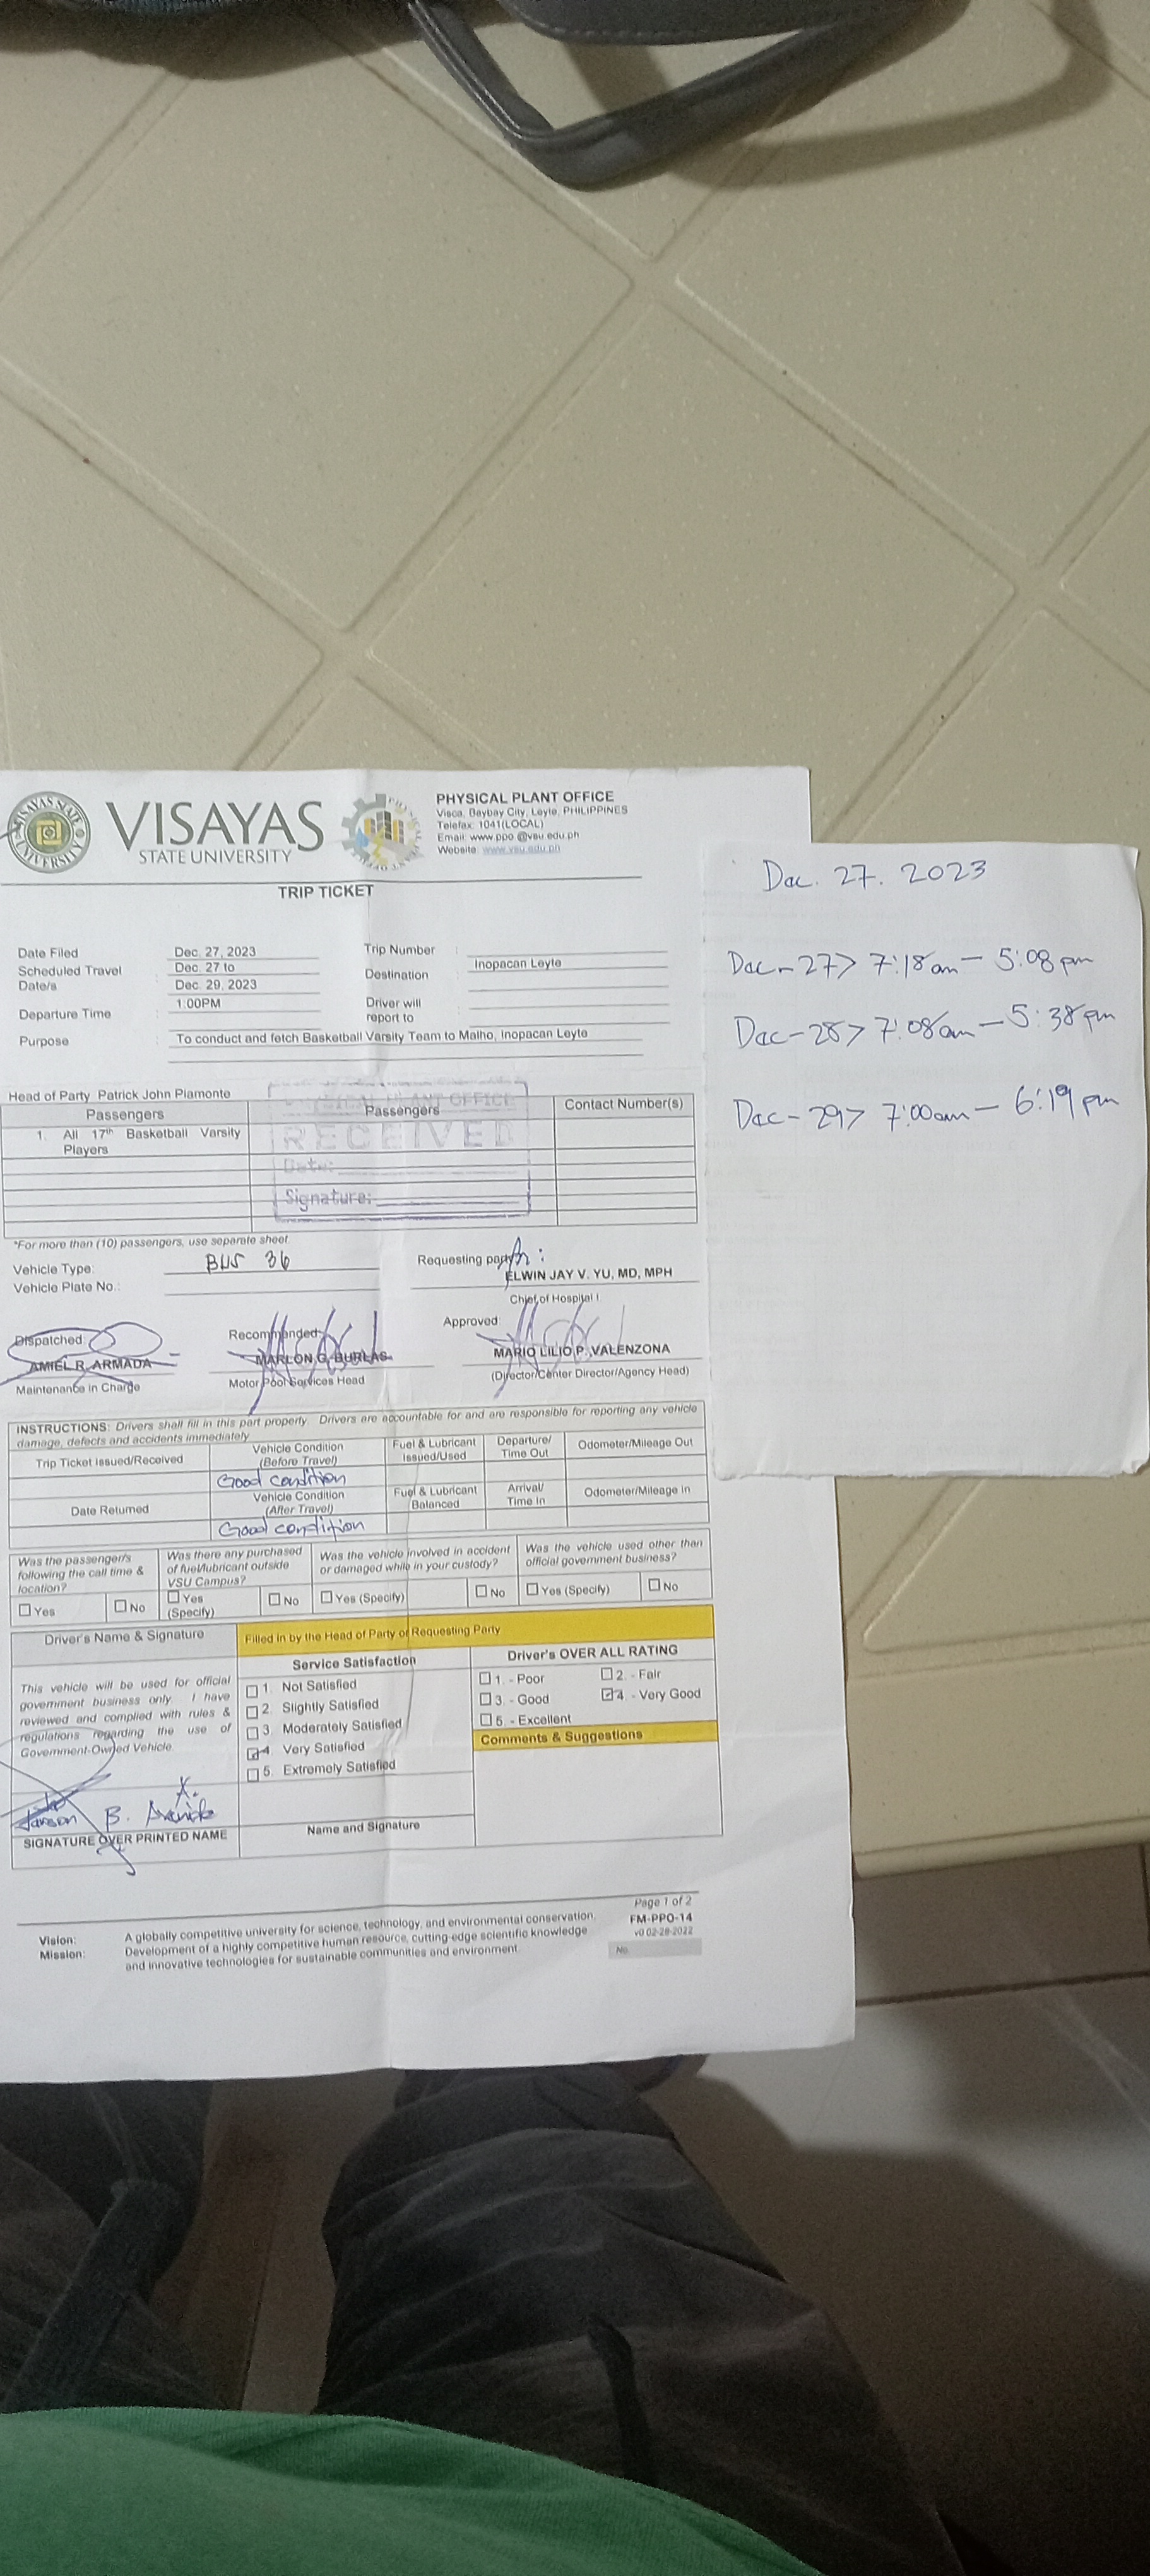 VISAYAS
STATE UNIVERSITY
PHYSICAL PLANT OFFICE
Visca, Baybay City, Leyte, PHILIPPINES
Telefax: 1041(LOCAL)
Email: www.ppo @vsu.edu.ph
Website: www.vsu.edu.ph
TRIP TICKET
Date Filed : Dec. 27, 2023
Trip Number :
Scheduled Travel Date/s : Dec. 27 to Dec. 29, 2023
Destination : Inopacan Leyte
Departure Time : 1:00PM
Driver will report to :
Purpose : To conduct and fetch Basketball Varsity Team to Malho, Inopacan Leyte
Head of Party Patrick John Piamonte
Passengers Passengers Contact Number(s)
1. All 17th Basketball Varsity
Players
PLANT OFFICE
RECEIVED
Date:
Signature:
*For more than (10) passengers, use separate sheet.
Vehicle Type: BUS 36
Vehicle Plate No.:
Requesting party:
ELWIN JAY V. YU, MD, MPH
Chief of Hospital I
Dispatched:
AMIEL R. ARMADA
Maintenance in Charge
Recommended:
MARLON G. BURLAS
Motor Pool Services Head
Approved:
MARIO LILIO P. VALENZONA
(Director/Center Director/Agency Head)
INSTRUCTIONS: Drivers shall fill in this part property. Drivers are accountable for and are responsible for reporting any vehicle
damage, defects and accidents immediately
Trip Ticket Issued/Received
Vehicle Condition
(Before Travel)
Fuel & Lubricant
Issued/Used
Departure/
Time Out
Odometer/Mileage Out
Good condition
Date Returned
Vehicle Condition
(After Travel)
Fuel & Lubricant
Balanced
Arrival/
Time In
Odometer/Mileage in
Good condition
Was the passenger/s
following the call time &
location?
Was there any purchased
of fuel/lubricant outside
VSU Campus?
Was the vehicle involved in accident
or damaged while in your custody?
Was the vehicle used other than
official government business?
Yes No
Yes (Specify) No
Yes (Specify) No
Yes (Specify) No
Driver's Name & Signature
Filled in by the Head of Party or Requesting Party
This vehicle will be used for official
government business only. I have
reviewed and complied with rules &
regulations regarding the use of
Government-Owned Vehicle.
B.
SIGNATURE OVER PRINTED NAME
Service Satisfaction
1. Not Satisfied
2. Slightly Satisfied
3. Moderately Satisfied
4. Very Satisfied
5. Extremely Satisfied
Name and Signature
Driver's OVER ALL RATING
1. - Poor 2. - Fair
3. - Good 4. - Very Good
5. - Excellent
Comments & Suggestions
Page 1 of 2
FM-PPO-14
v0 02-28-2022
No.
Vision: A globally competitive university for science, technology, and environmental conservation.
Mission: Development of a highly competitive human resource, cutting-edge scientific knowledge
and innovative technologies for sustainable communities and environment.
Dec. 27. 2023
Dec-27> 7:18am - 5:08pm
Dec-28> 7:08am - 5:38pm
Dec-29> 7:00am - 6:19pm